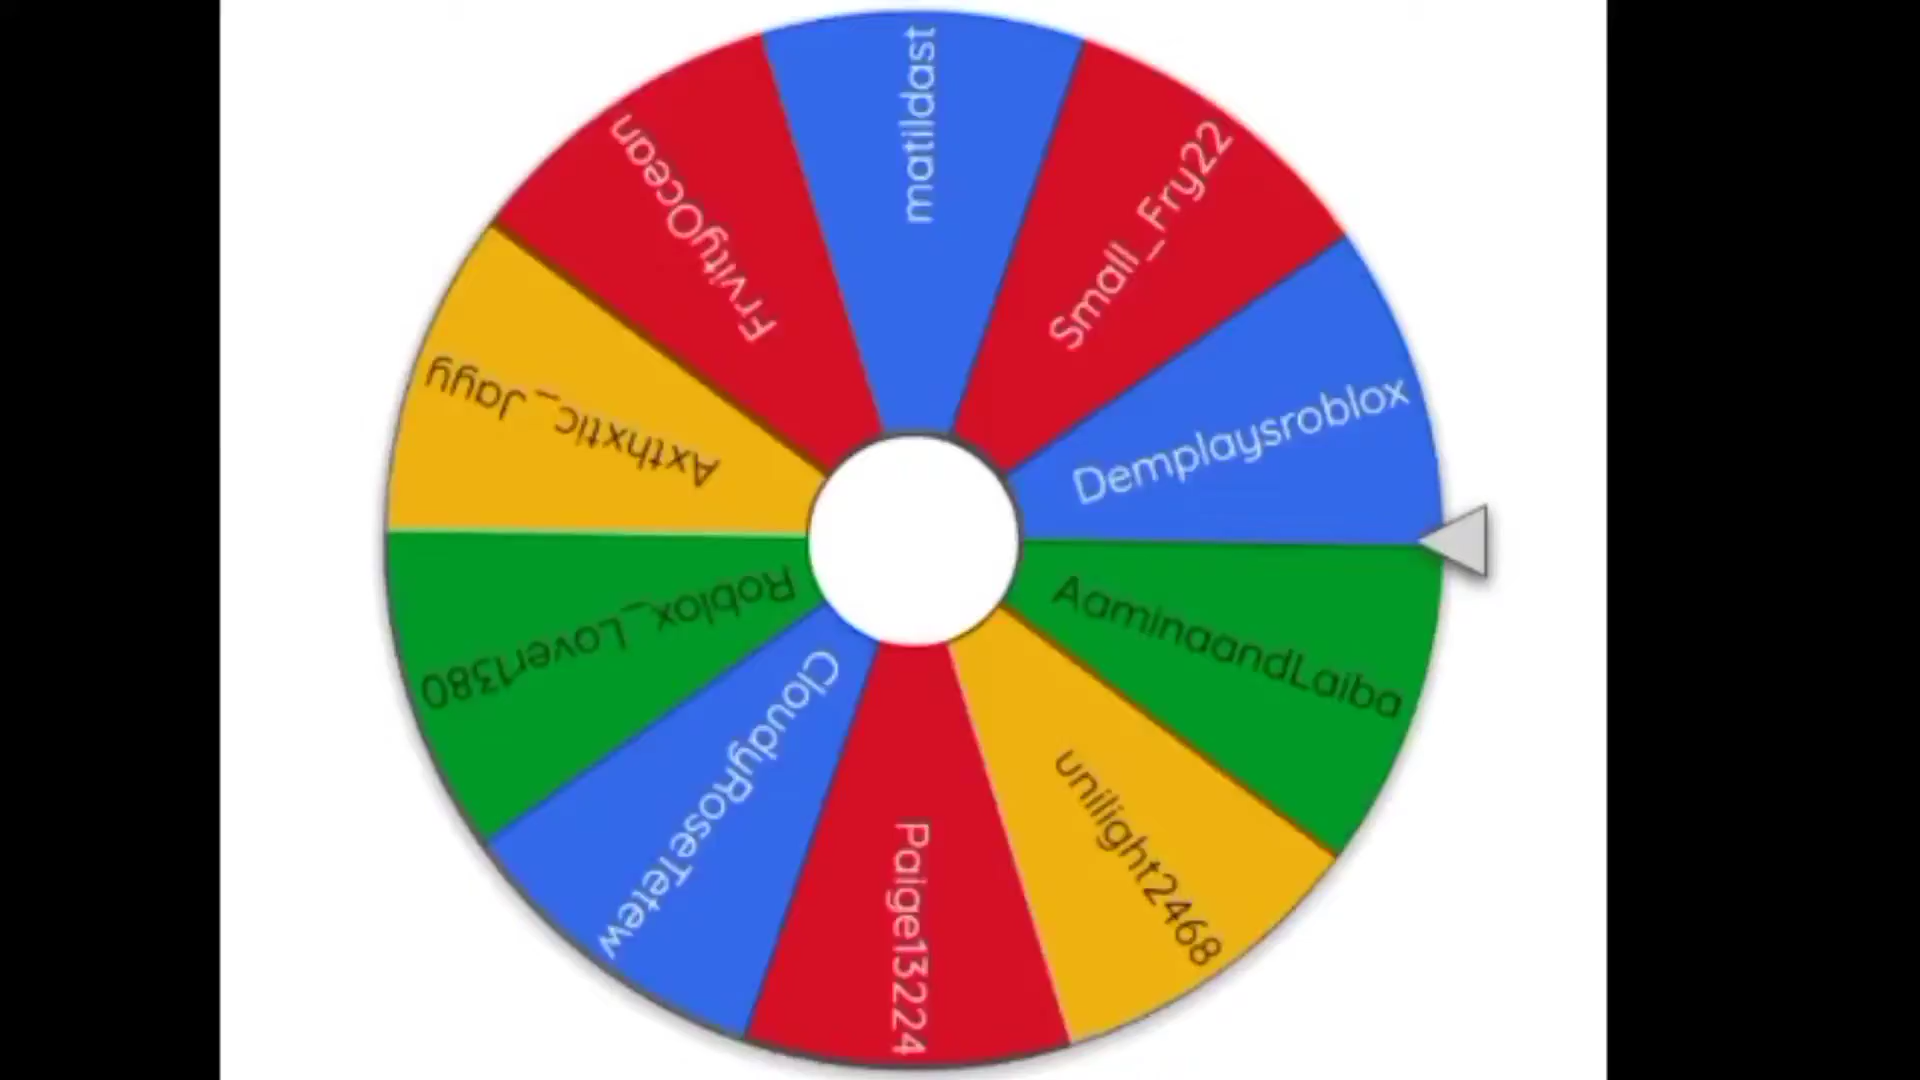 matildast
Small_Fry22
Demplaysroblox
AaminaandLaiba
unilight2468
Paige13224
CloudyRoseTetew
Roblox_Lover1380
Axthxtic_Jayy
FrvityOcean